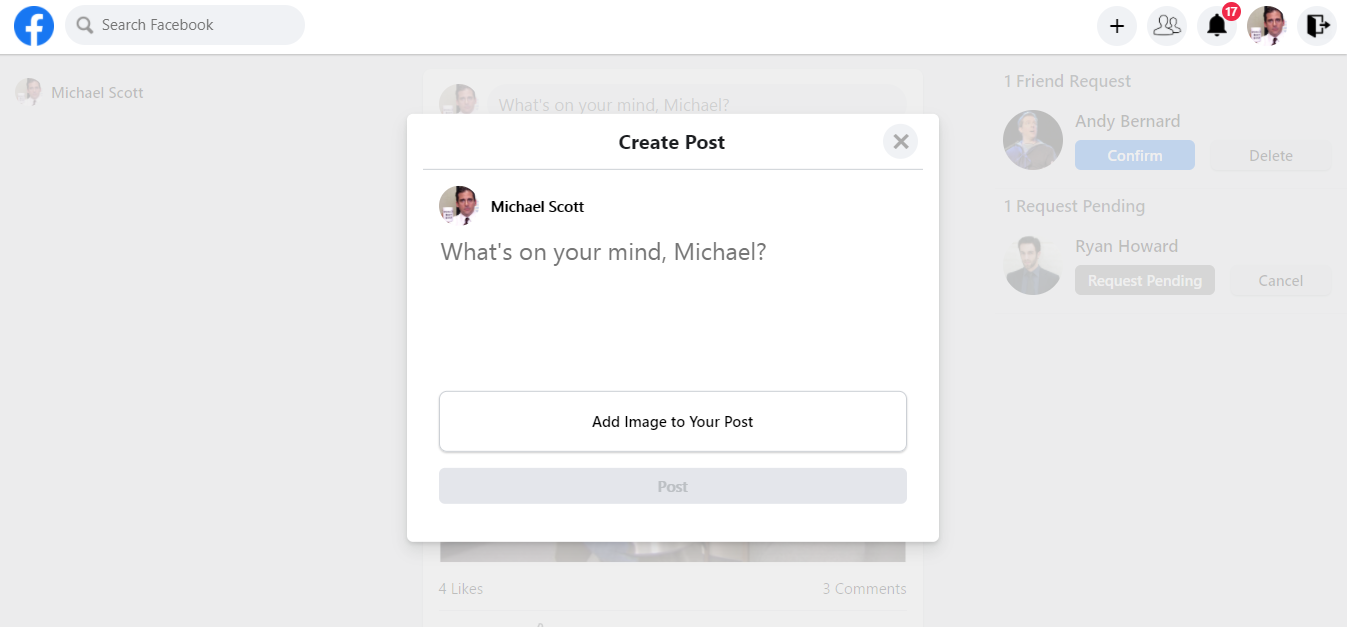 Search Facebook
17
Michael Scott
What's on your mind, Michael?
Create Post
Michael Scott
What's on your mind, Michael?
Add Image to Your Post
Post
4 Likes
3 Comments
1 Friend Request
Andy Bernard
Confirm
Delete
1 Request Pending
Ryan Howard
Request Pending
Cancel